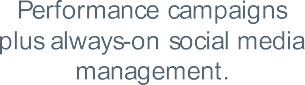 Performance campaigns
plus always-on social media
management.